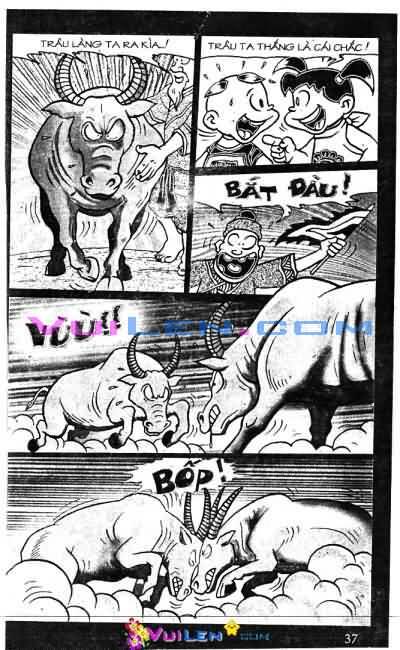 TRÂU LÀNG TA RA KÌA..!
TRÂU TA THẮNG LÀ CÁI CHẮC!
BẮT ĐẦU!
VÙÙ!!
VUILEN.COM
BỐP!
VUILEN.COM
37